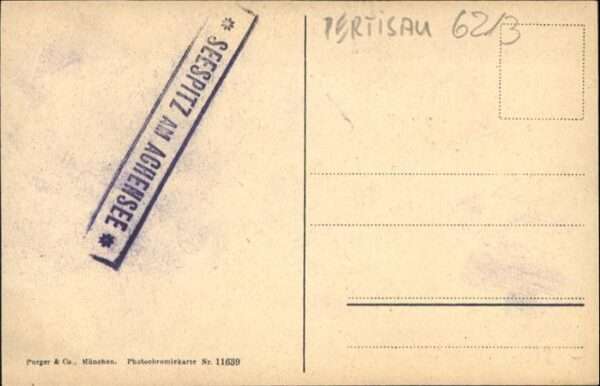 PERTISAU 62/3
* SEESPITZ AM ACHENSEE *
Purger & Co., München. Photochromiekarte Nr. 11639